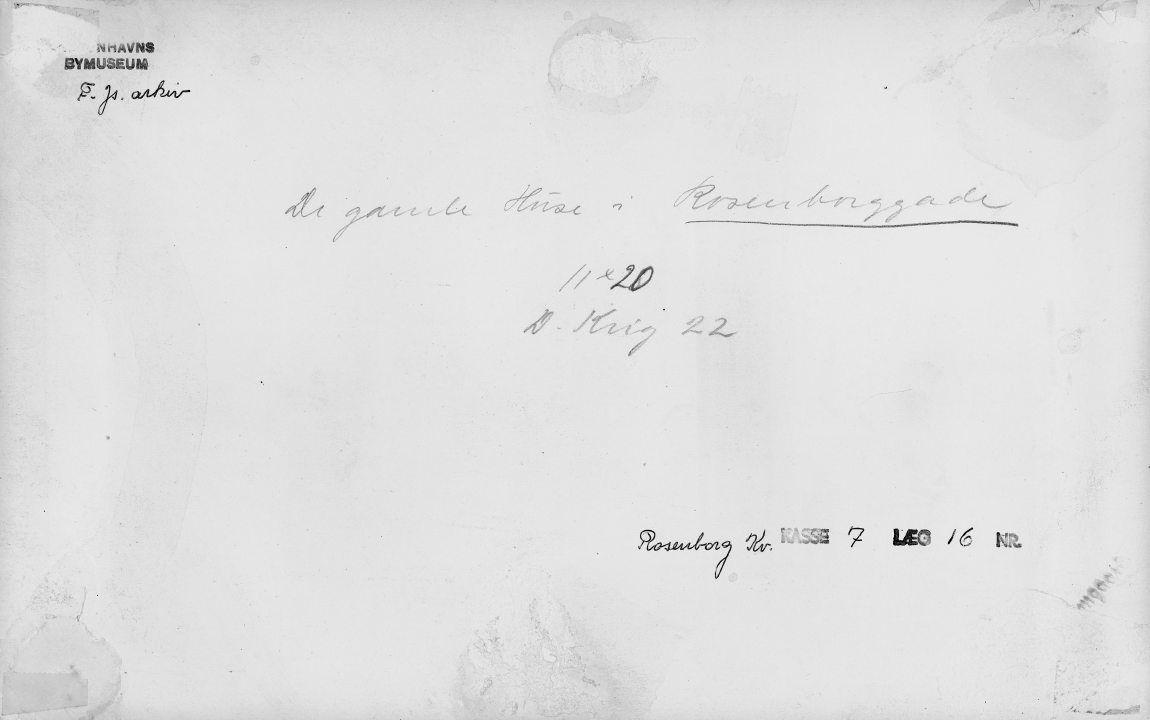 NHAVNS
BYMUSEUM
F. Js. arkiv
De gamle Huse i Rosenborggade
11 x 20
D. Krig 22
Rosenborg Kv. KASSE 7 LÆG 16 NR.